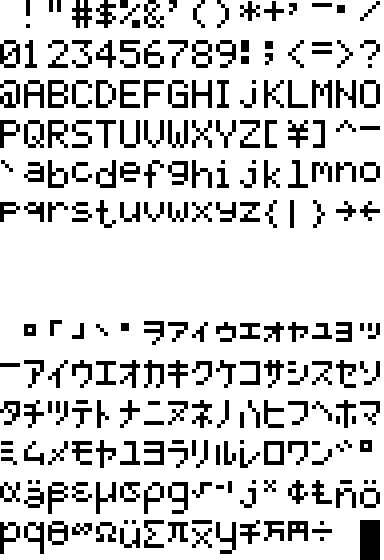 !"#$%&'()*+,-./
0123456789:;<=>?
@ABCDEFGHIJKLMNO
PQRSTUVWXYZ[¥]^_
`abcdefghijklmno
pqrstuvwxyz{|}→←
。「」、・ヲァィゥェォャュョッ
ーアイウエオカキクケコサシスセソ
タチツテトナニヌネノハヒフヘホマ
ミムメモヤユヨラリルレロワン゛゜
αäβεμσρg√⁻¹jˣ¢£ñö
pqθ∞ΩüΣπx̄y千万円÷ █